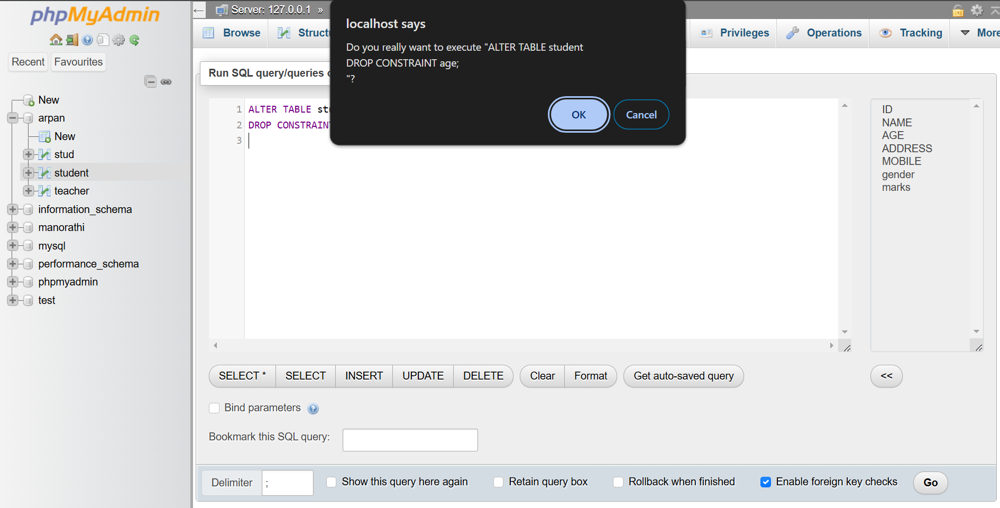 phpMyAdmin
Recent
Favourites
New
arpan
New
stud
student
teacher
information_schema
manorathi
mysql
performance_schema
phpmyadmin
test
←
Server: 127.0.0.1 »
Browse
Privileges
Operations
Tracking
More
Run SQL query/queries
localhost says
Do you really want to execute "ALTER TABLE student
DROP CONSTRAINT age;
"?
OK
Cancel
1 ALTER TABLE
2 DROP
3
ID
NAME
AGE
ADDRESS
MOBILE
gender
marks
SELECT *
SELECT
INSERT
UPDATE
DELETE
Clear
Format
Get auto-saved query
<<
Bind parameters
Bookmark this SQL query:
Delimiter
;
Show this query here again
Retain query box
Rollback when finished
Enable foreign key checks
Go